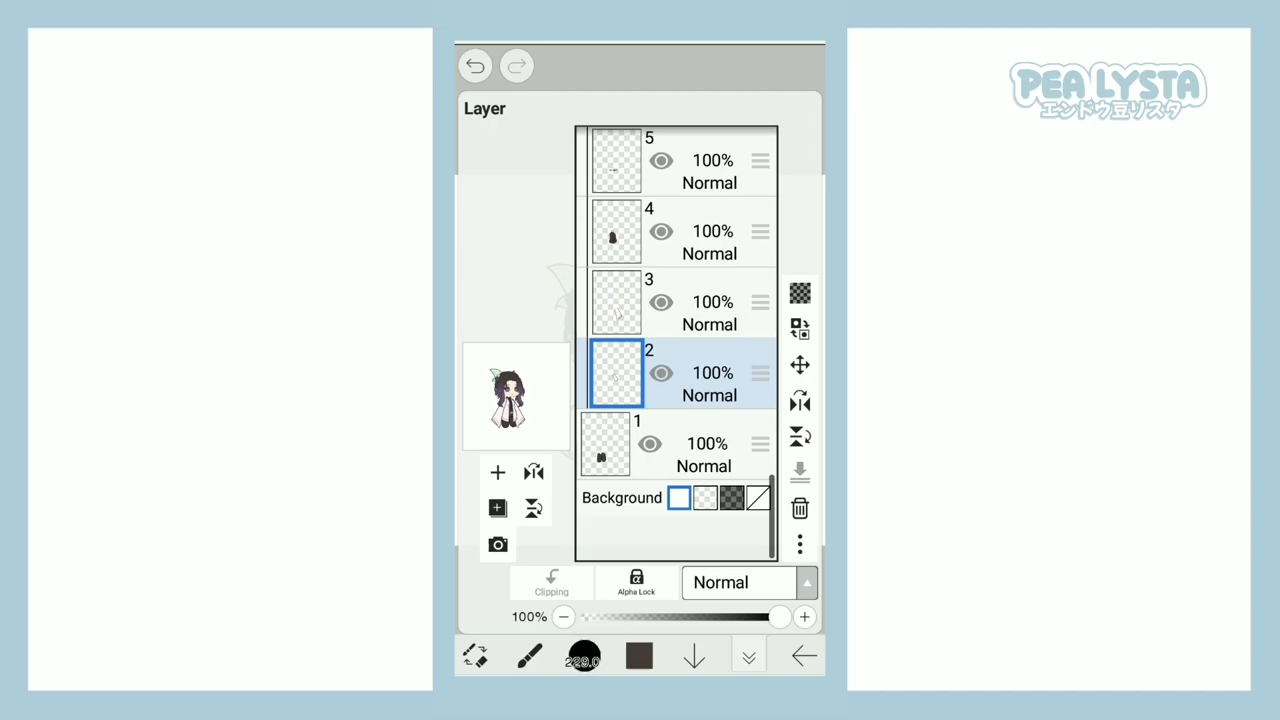 PEA LYSTA
エンドウ豆リスタ
Layer
5
100%
Normal
4
100%
Normal
3
100%
Normal
2
100%
Normal
1
100%
Normal
Background
Clipping
Alpha Lock
Normal
100%
229.0